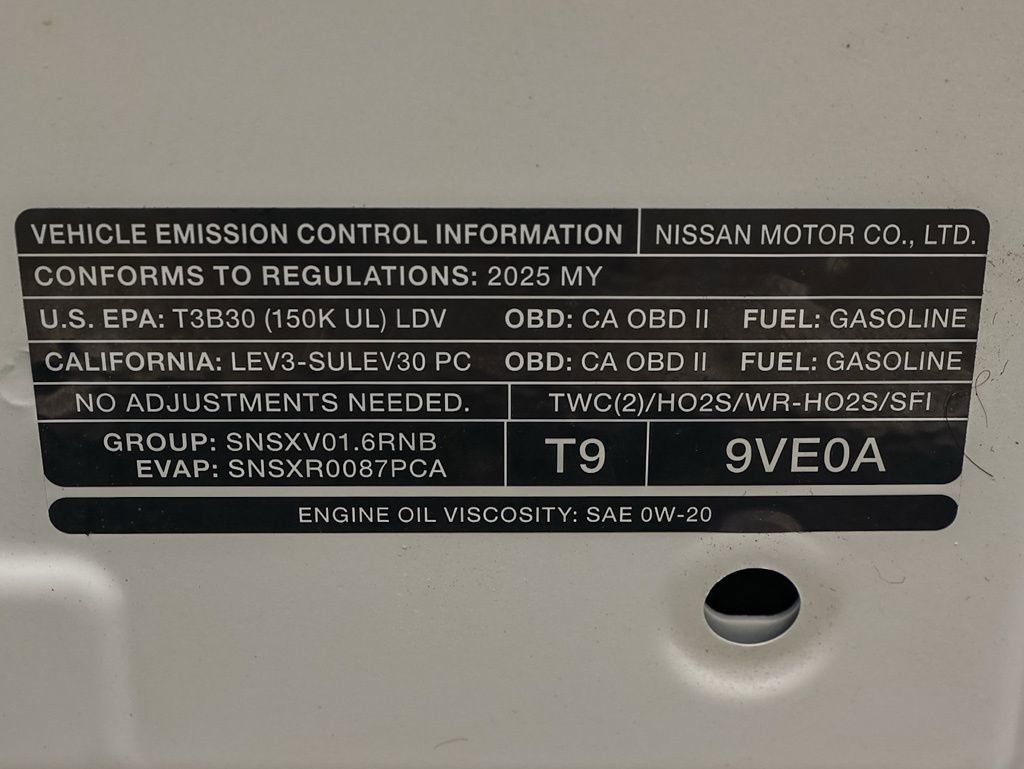 VEHICLE EMISSION CONTROL INFORMATION NISSAN MOTOR CO., LTD.
CONFORMS TO REGULATIONS: 2025 MY
U.S. EPA: T3B30 (150K UL) LDV OBD: CA OBD II FUEL: GASOLINE
CALIFORNIA: LEV3-SULEV30 PC OBD: CA OBD II FUEL: GASOLINE
NO ADJUSTMENTS NEEDED. TWC(2)/HO2S/WR-HO2S/SFI
GROUP: SNSXV01.6RNB
EVAP: SNSXR0087PCA
T9 9VE0A
ENGINE OIL VISCOSITY: SAE 0W-20